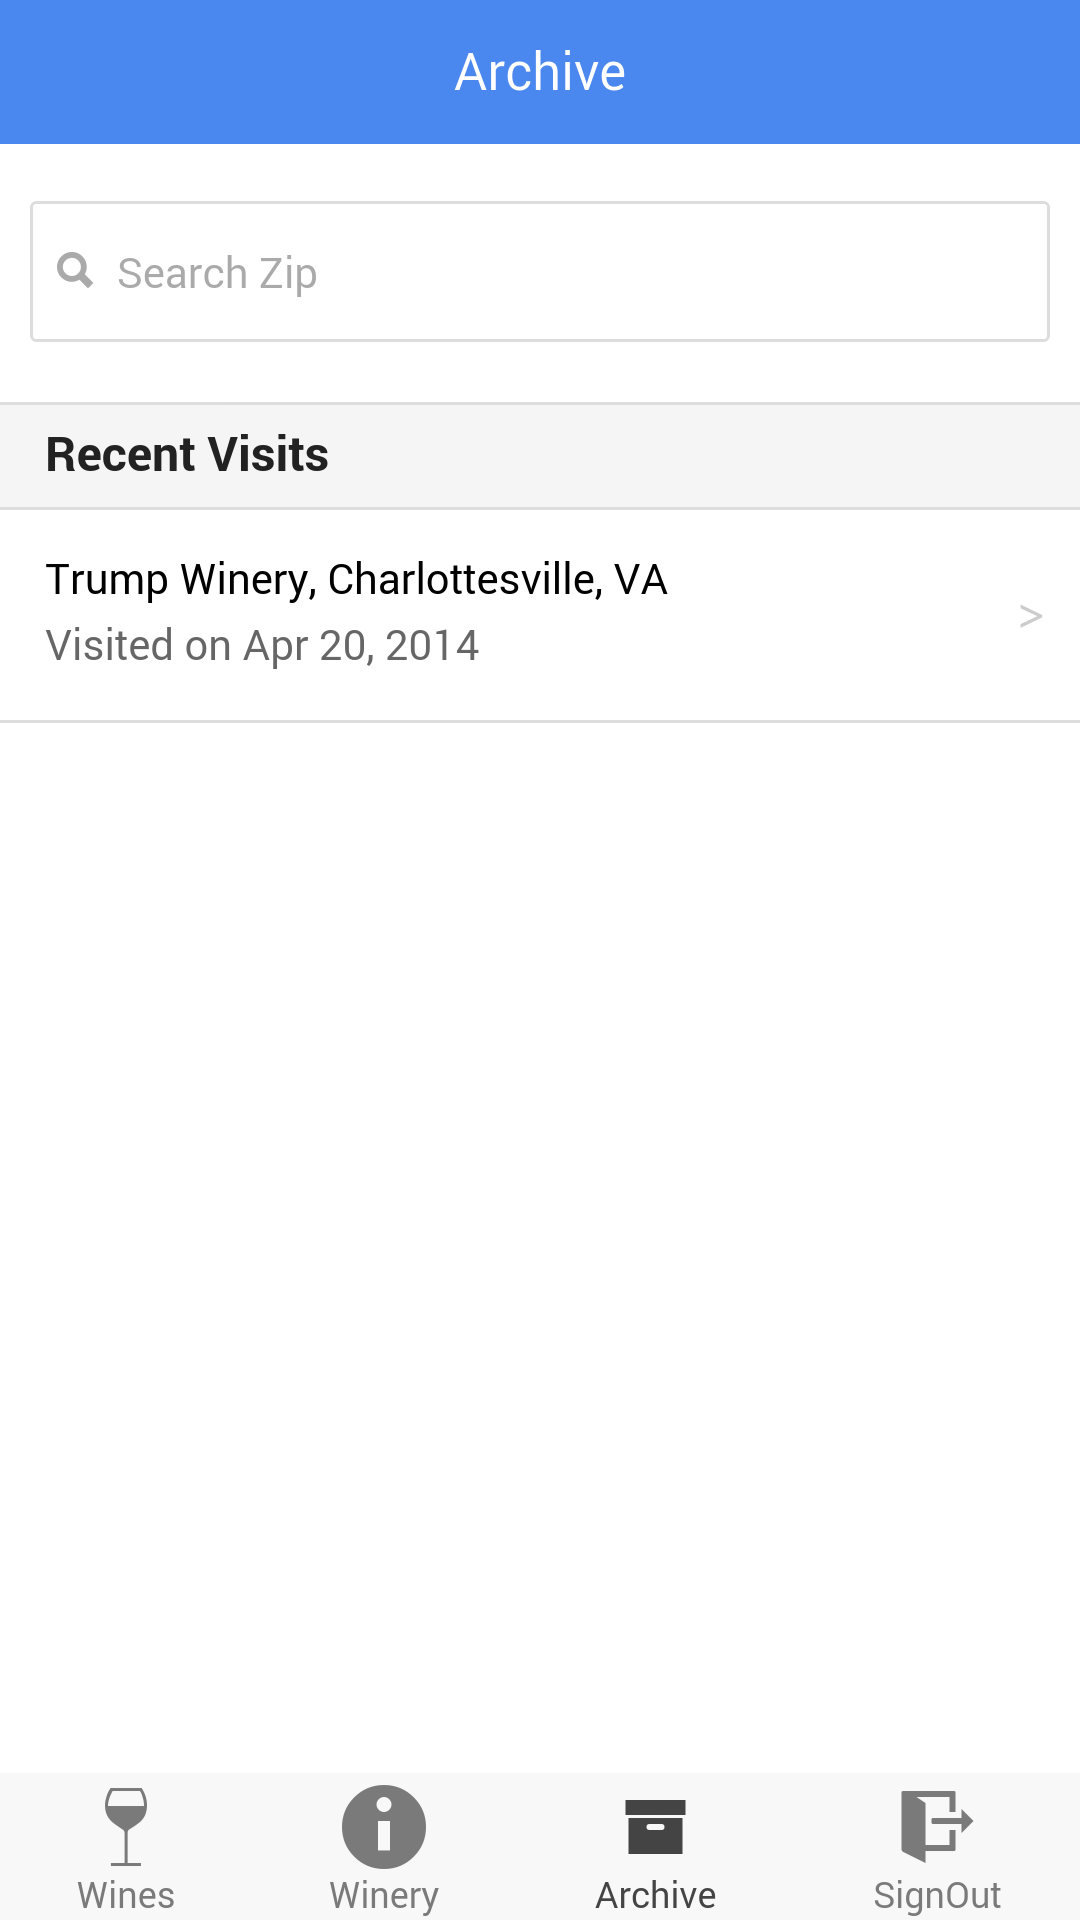 Archive
Search Zip
Recent Visits
Trump Winery, Charlottesville, VA
>
Visited on Apr 20, 2014
Wines
Winery
Archive
SignOut